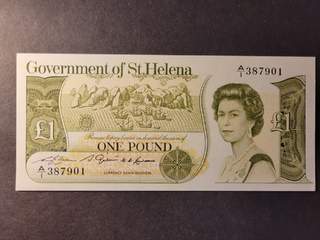 Government of St. Helena
A/1 387901
£1
£1
ONE POUND
A/1 387901
CURRENCY COMMISSIONERS